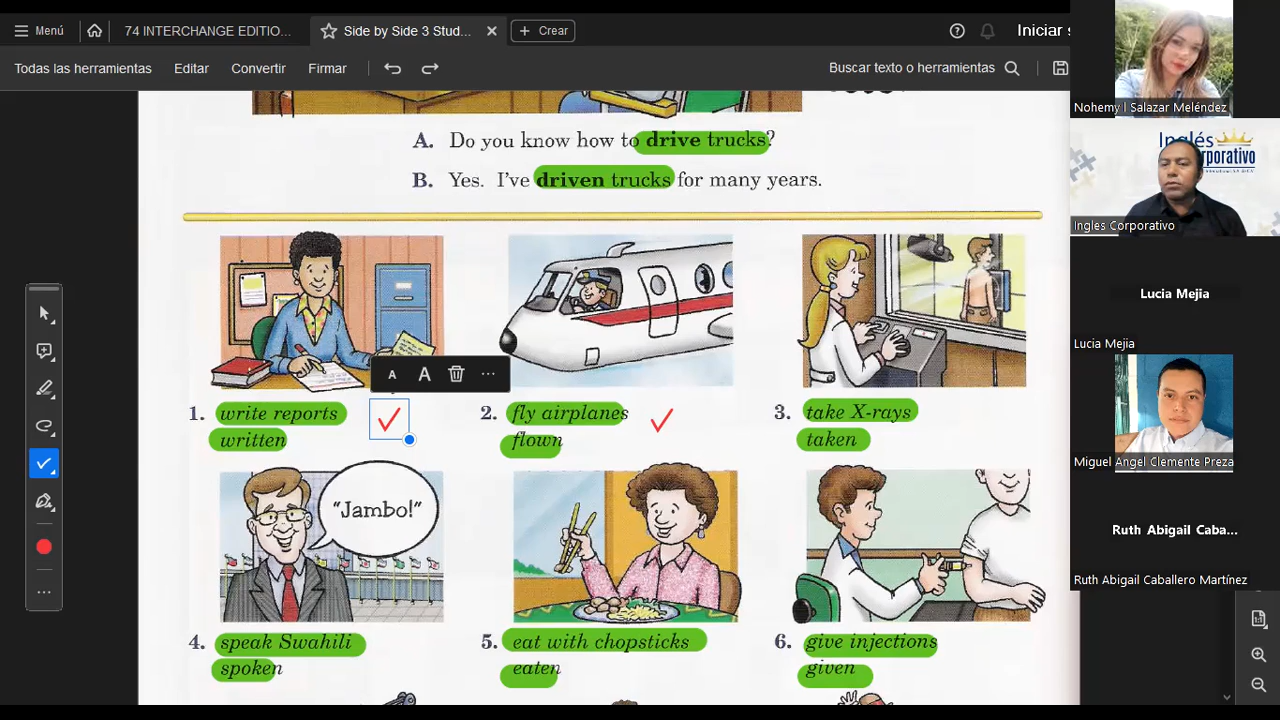 Menú
74 INTERCHANGE EDITIO...
Side by Side 3 Stud...
Crear
Iniciar s
Todas las herramientas
Editar
Convertir
Firmar
Buscar texto o herramientas
A. Do you know how to drive trucks?
B. Yes. I've driven trucks for many years.
1. write reports
written
2. fly airplanes
flown
3. take X-rays
taken
"Jambo!"
4. speak Swahili
spoken
5. eat with chopsticks
eaten
6. give injections
given
A A
Nohemy I Salazar Meléndez
Inglés
Corporativo
Ingles Corporativo
Lucia Mejia
Lucia Mejia
Miguel Angel Clemente Preza
Ruth Abigail Caba...
Ruth Abigail Caballero Martínez